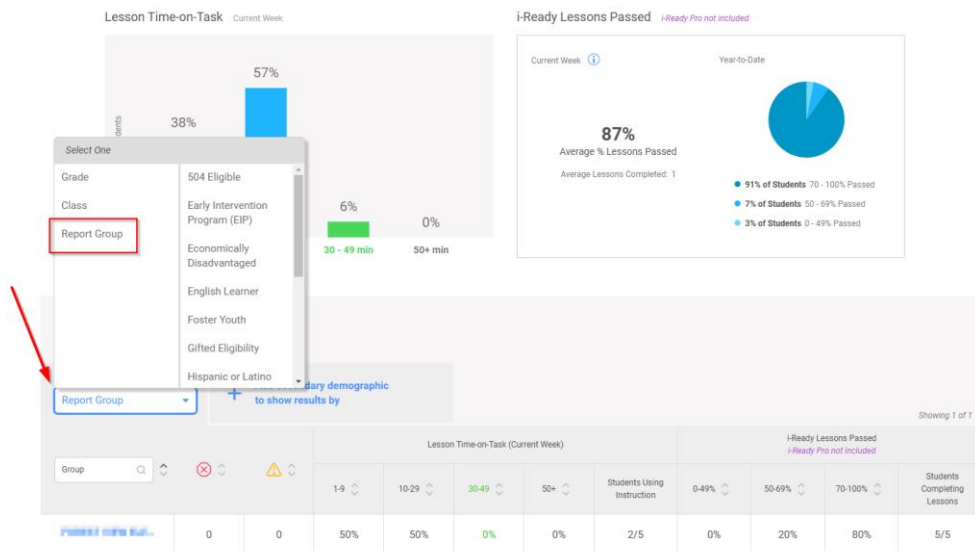 Lesson Time-on-Task Current Week
i-Ready Lessons Passed i-Ready Pro not included
57%
38%
6%
0%
30 - 49 min
50+ min
Current Week
Year-to-Date
87%
Average % Lessons Passed
Average Lessons Completed: 1
91% of Students 70 - 100% Passed
7% of Students 50 - 69% Passed
3% of Students 0 - 49% Passed
Select One
Grade
Class
Report Group
504 Eligible
Early Intervention
Program (EIP)
Economically
Disadvantaged
English Learner
Foster Youth
Gifted Eligibility
Hispanic or Latino
Report Group
demographic
to show results by
Showing 1 of 1
Lesson Time-on-Task (Current Week)
i-Ready Lessons Passed
i-Ready Pro not included
Group
1-9
10-29
30-49
50+
Students Using
Instruction
0-49%
50-69%
70-100%
Students
Completing
Lessons
0 0 50% 50% 0% 0% 2/5 0% 20% 80% 5/5